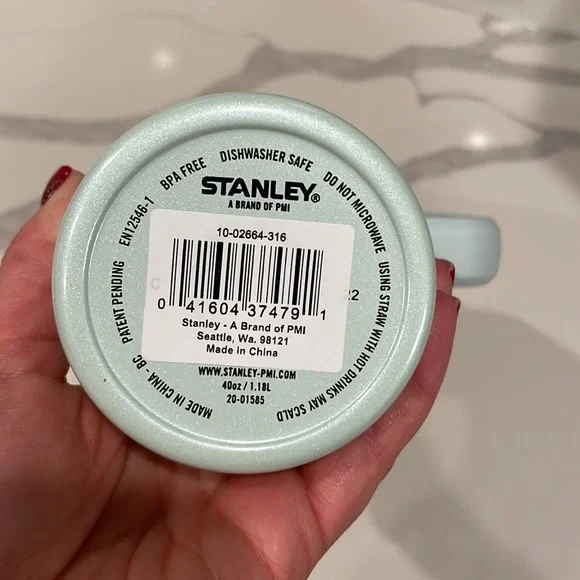 BPA FREE DISHWASHER SAFE DO NOT MICROWAVE USING STRAW WITH HOT DRINKS MAY SCALD
MADE IN CHINA - BC PATENT PENDING EN12546-1
STANLEY®
A BRAND OF PMI
10-02664-316
C
22
0 41604 37479 1
Stanley - A Brand of PMI
Seattle, Wa. 98121
Made in China
WWW.STANLEY-PMI.COM
40oz / 1.18L
20-01585